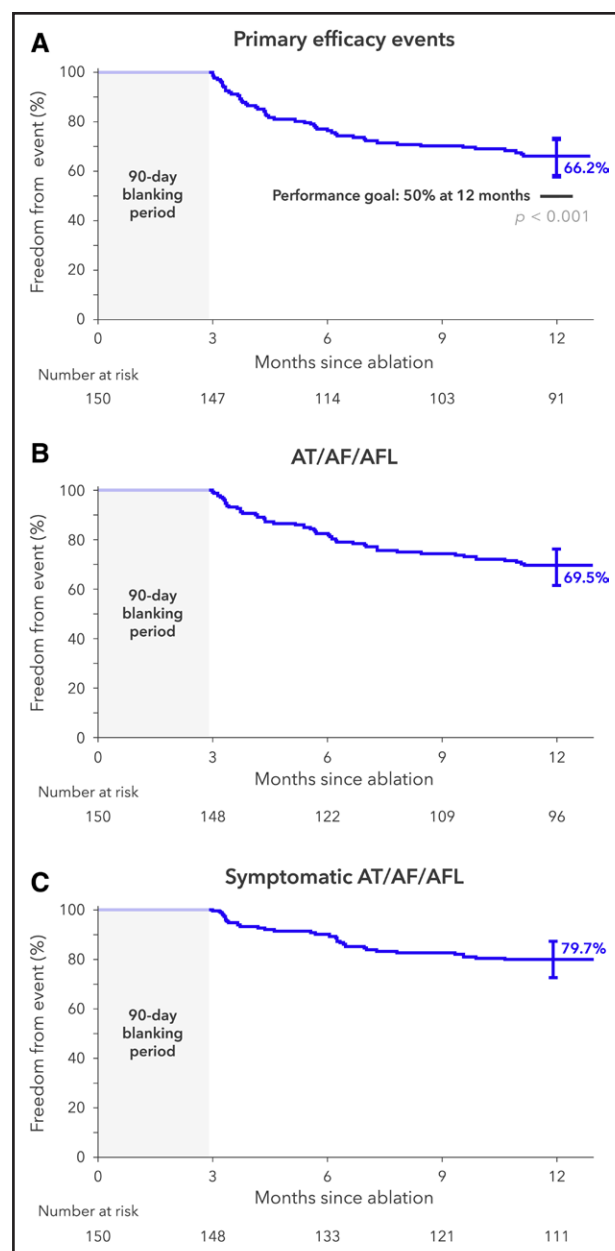 A
Primary efficacy events
Freedom from event (%)
100
80
60
40
20
0
90-day
blanking
period
66.2%
Performance goal: 50% at 12 months
p < 0.001
0 3 6 9 12
Months since ablation
Number at risk
150 147 114 103 91
B
AT/AF/AFL
Freedom from event (%)
100
80
60
40
20
0
90-day
blanking
period
69.5%
0 3 6 9 12
Months since ablation
Number at risk
150 148 122 109 96
C
Symptomatic AT/AF/AFL
Freedom from event (%)
100
80
60
40
20
0
90-day
blanking
period
79.7%
0 3 6 9 12
Months since ablation
Number at risk
150 148 133 121 111